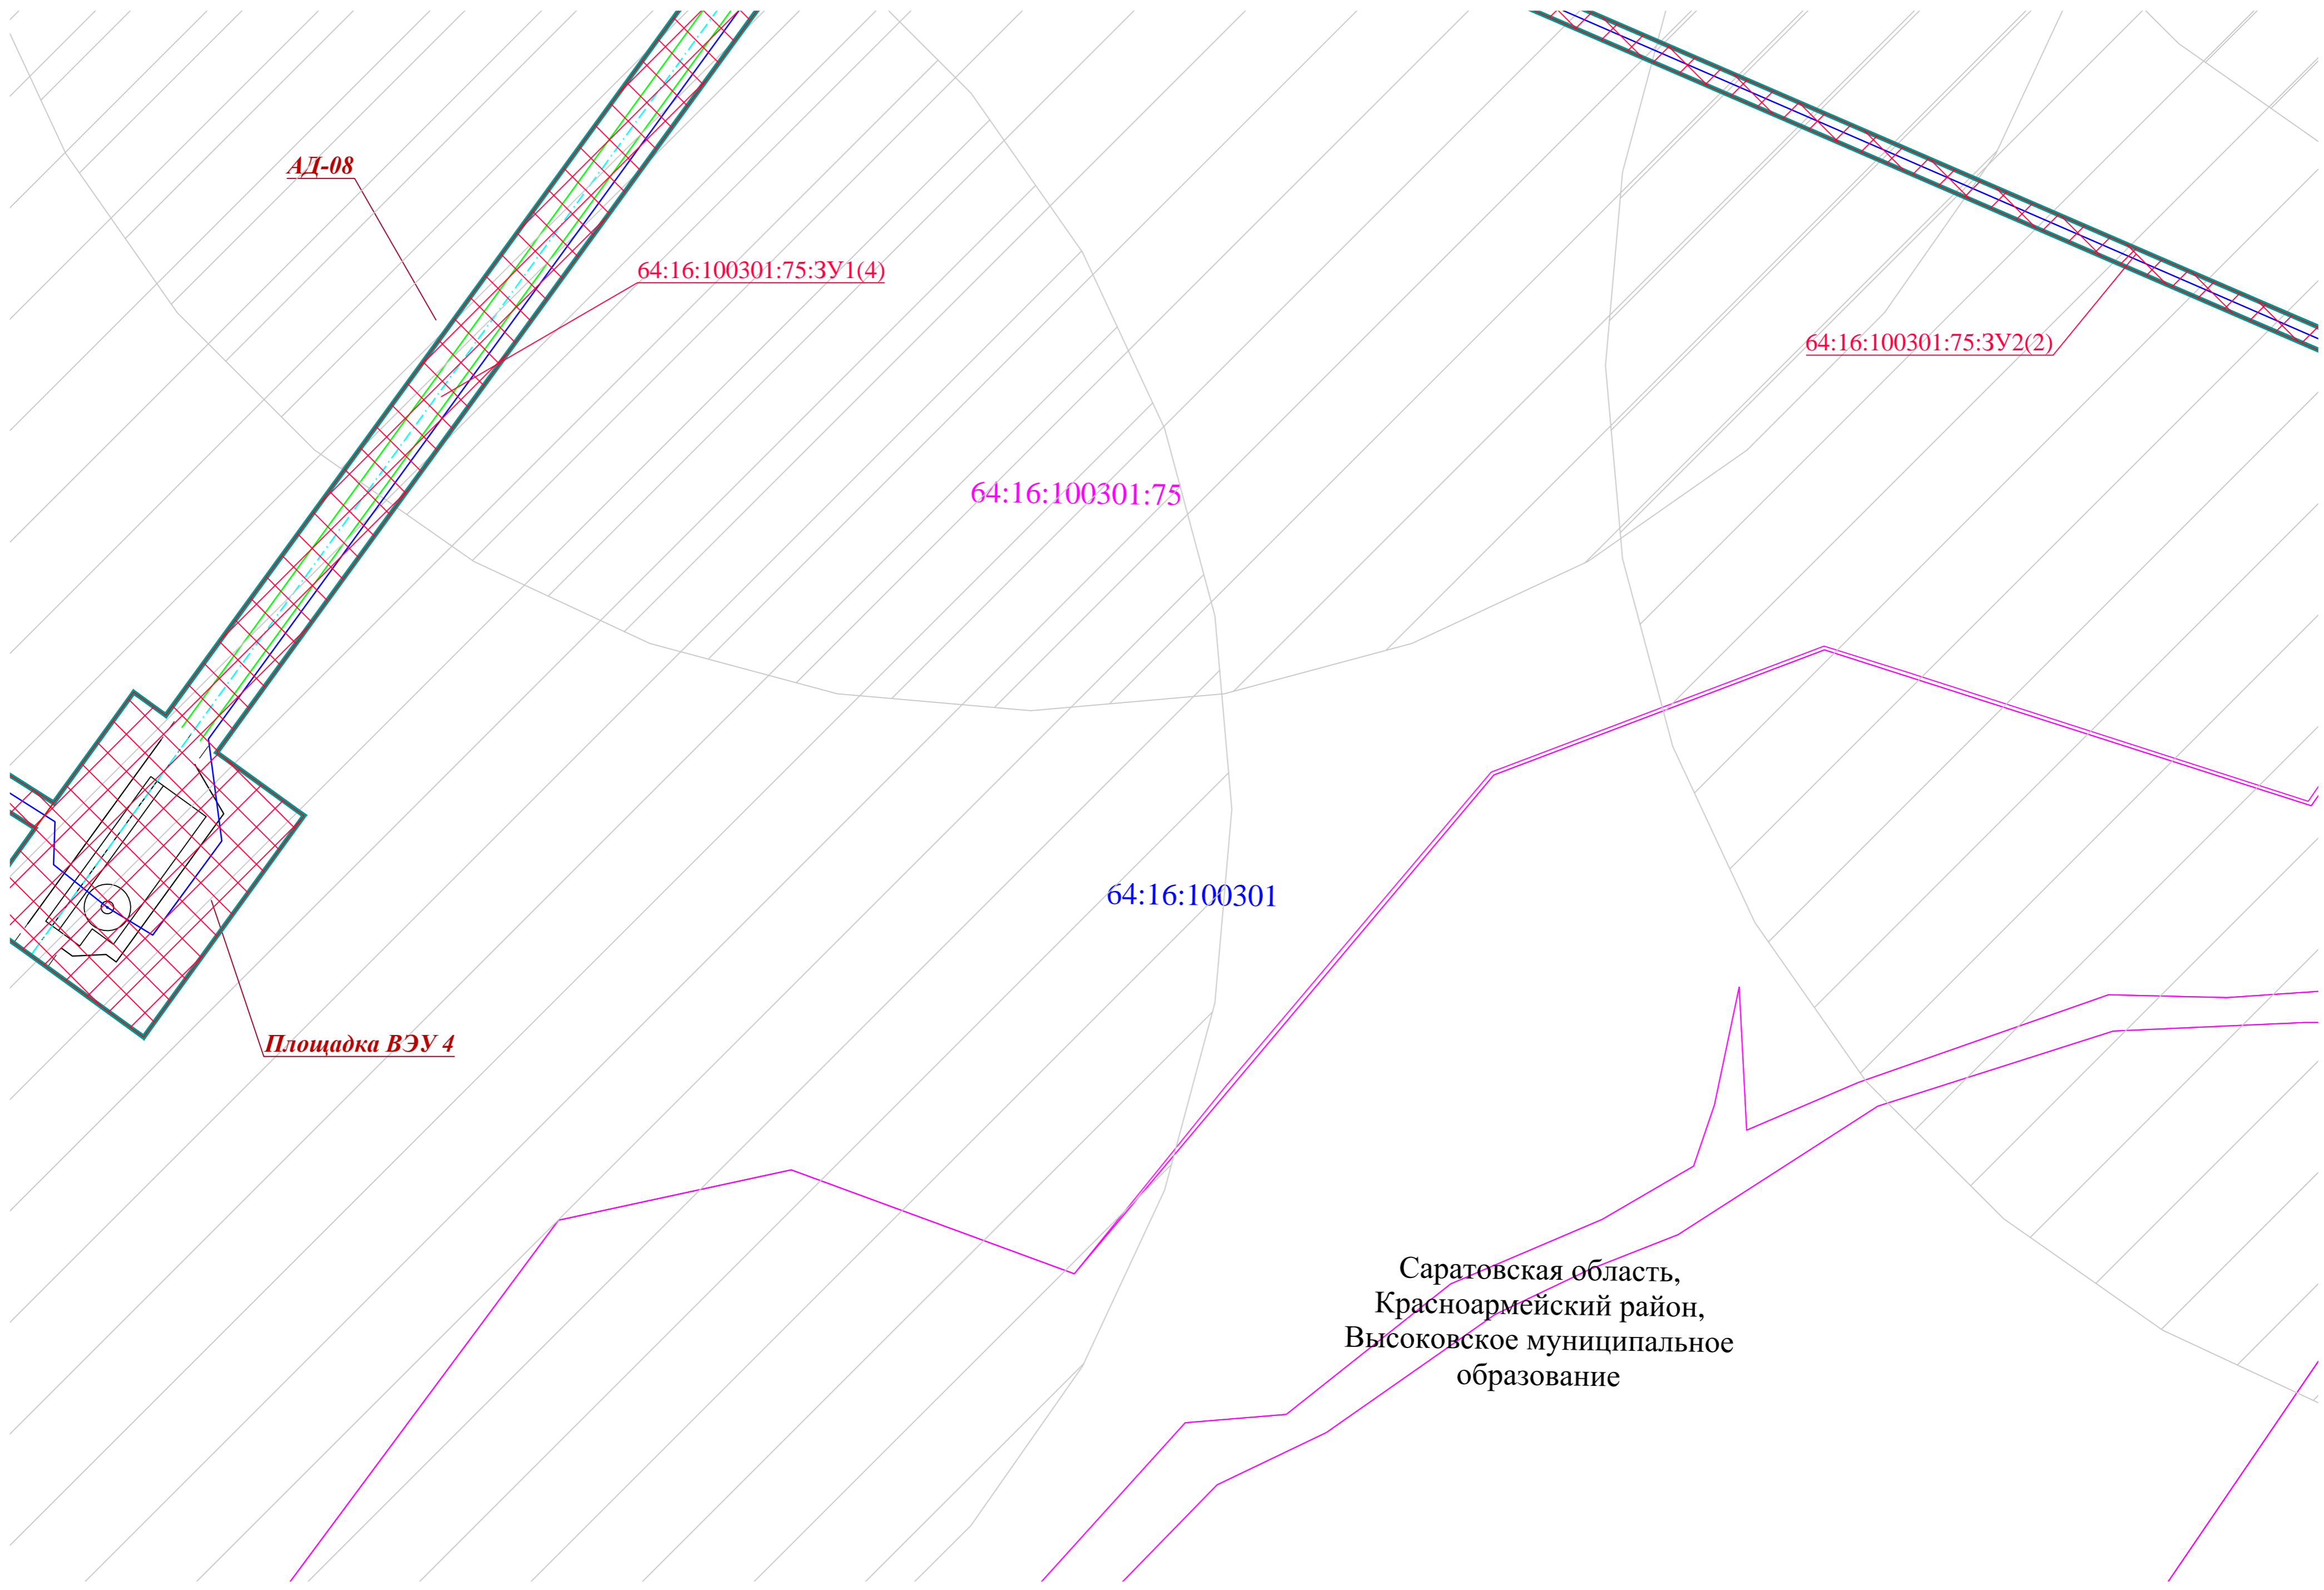 АД-08
64:16:100301:75:ЗУ1(4)
64:16:100301:75:ЗУ2(2)
64:16:100301:75
64:16:100301
Площадка ВЭУ 4
Саратовская область,
Красноармейский район,
Высоковское муниципальное
образование